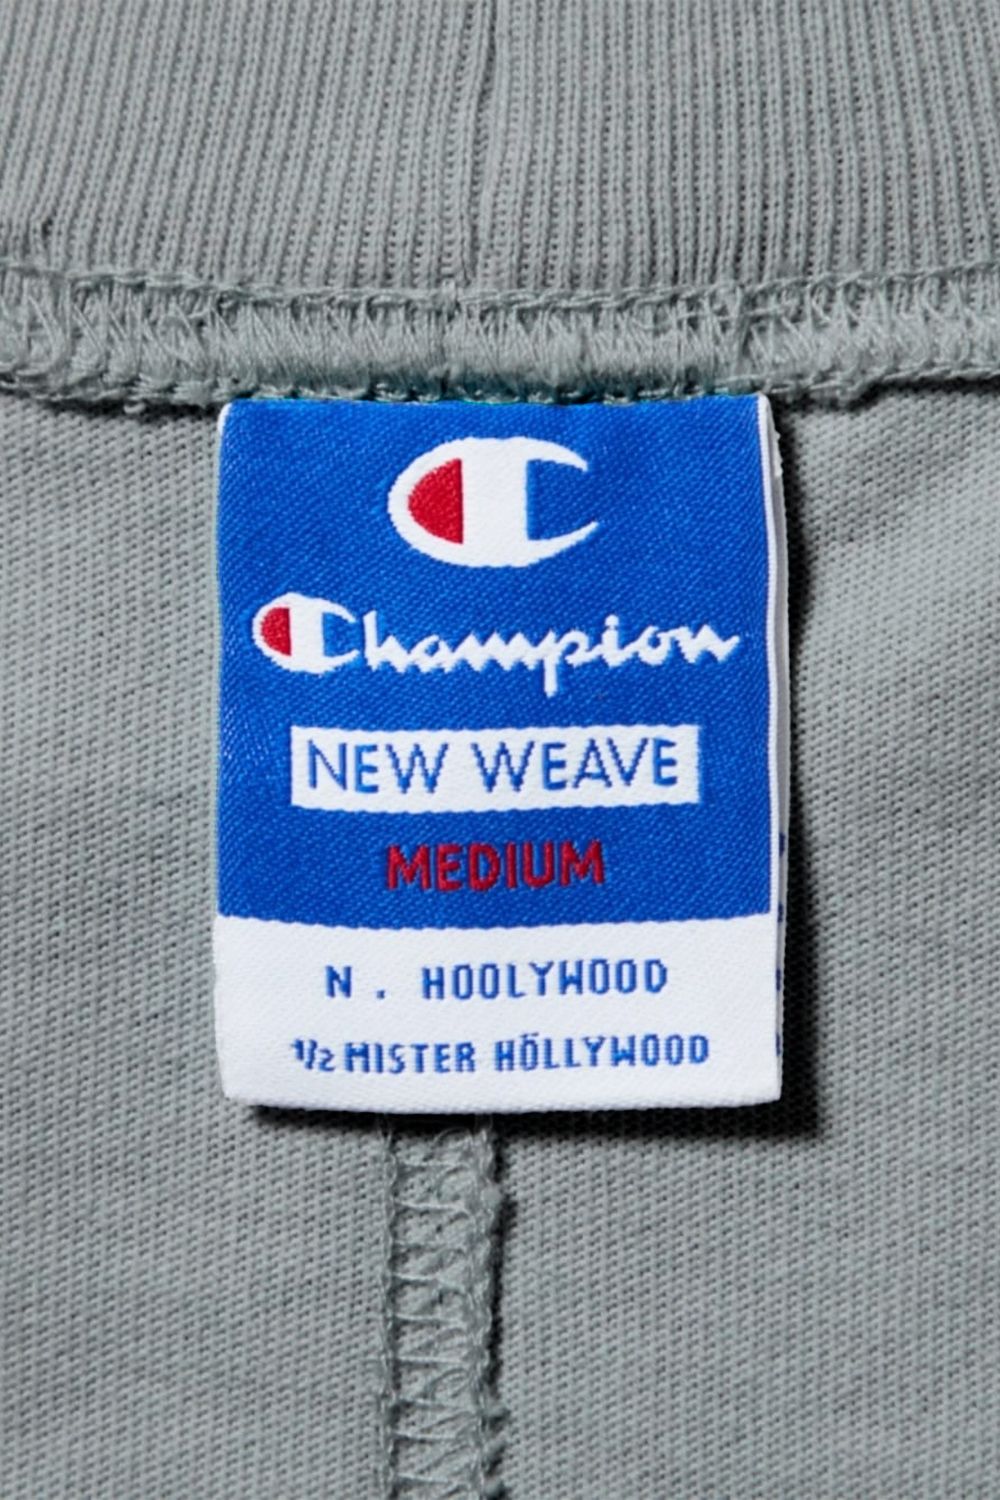 Champion
NEW WEAVE
MEDIUM
N . HOOLYWOOD
1/2 MISTER HÖLLYWOOD